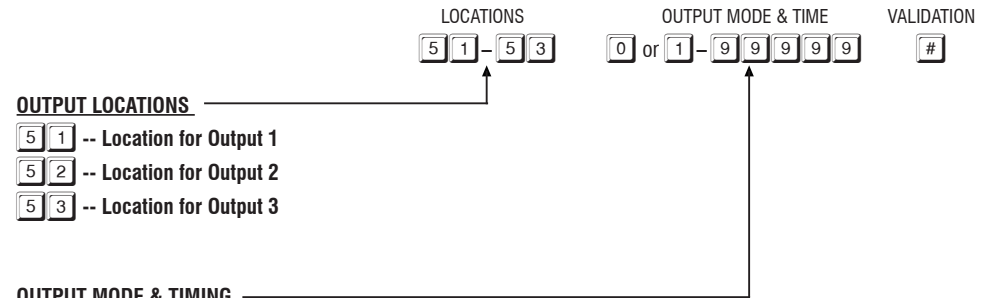 LOCATIONS OUTPUT MODE & TIME VALIDATION
5 1 – 5 3 0 or 1 – 9 9 9 9 9 #
OUTPUT LOCATIONS
5 1 -- Location for Output 1
5 2 -- Location for Output 2
5 3 -- Location for Output 3
OUTPUT MODE & TIMING